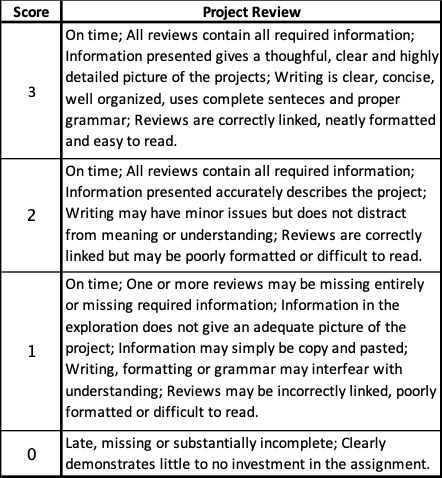 Score Project Review
3
On time; All reviews contain all required information;
Information presented gives a thoughful, clear and highly
detailed picture of the projects; Writing is clear, concise,
well organized, uses complete senteces and proper
grammar; Reviews are correctly linked, neatly formatted
and easy to read.
2
On time; All reviews contain all required information;
Information presented accurately describes the project;
Writing may have minor issues but does not distract
from meaning or understanding; Reviews are correctly
linked but may be poorly formatted or difficult to read.
1
On time; One or more reviews may be missing entirely
or missing required information; Information in the
exploration does not give an adequate picture of the
project; Information may simply be copy and pasted;
Writing, formatting or grammar may interfear with
understanding; Reviews may be incorrectly linked, poorly
formatted or difficult to read.
0
Late, missing or substantially incomplete; Clearly
demonstrates little to no investment in the assignment.